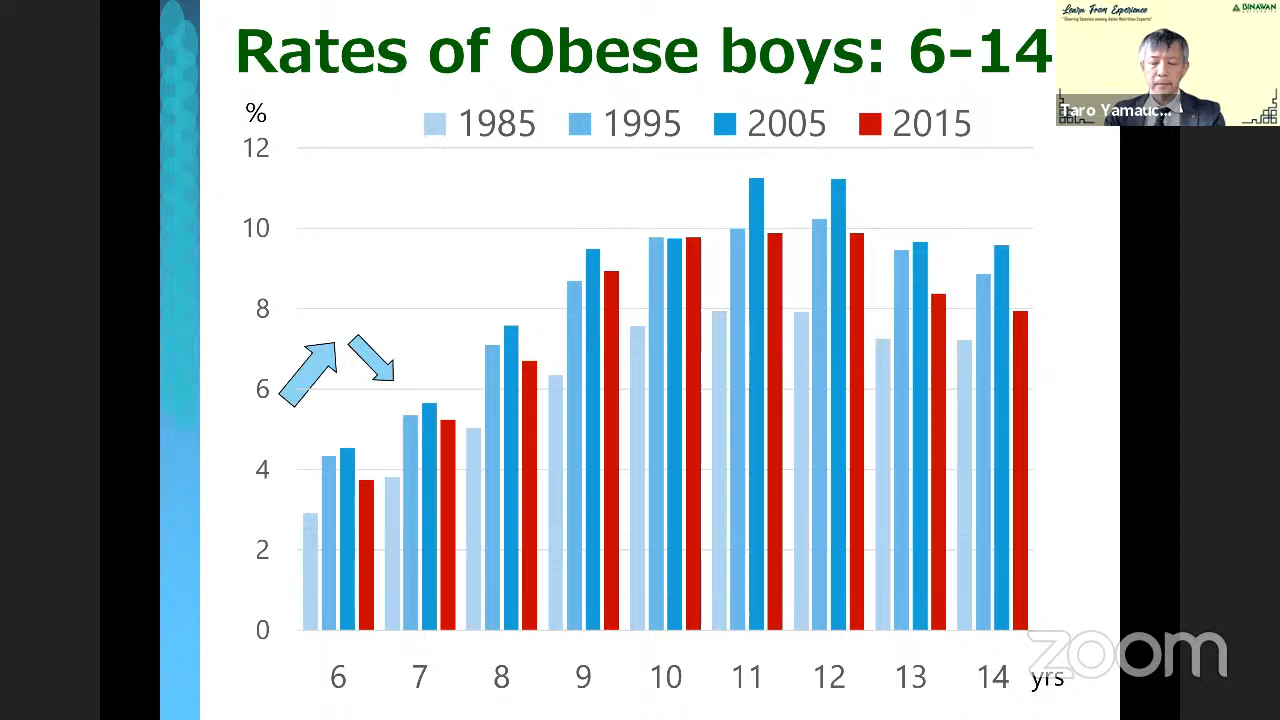 Rates of Obese boys: 6-14
Learn From Experience
"Sharing Session among Asian Nutrition Experts"
BINAWAN
Taro Yamauc...
%
1985 1995 2005 2015
12
10
8
6
4
2
0
6 7 8 9 10 11 12 13 14 yrs
zoom